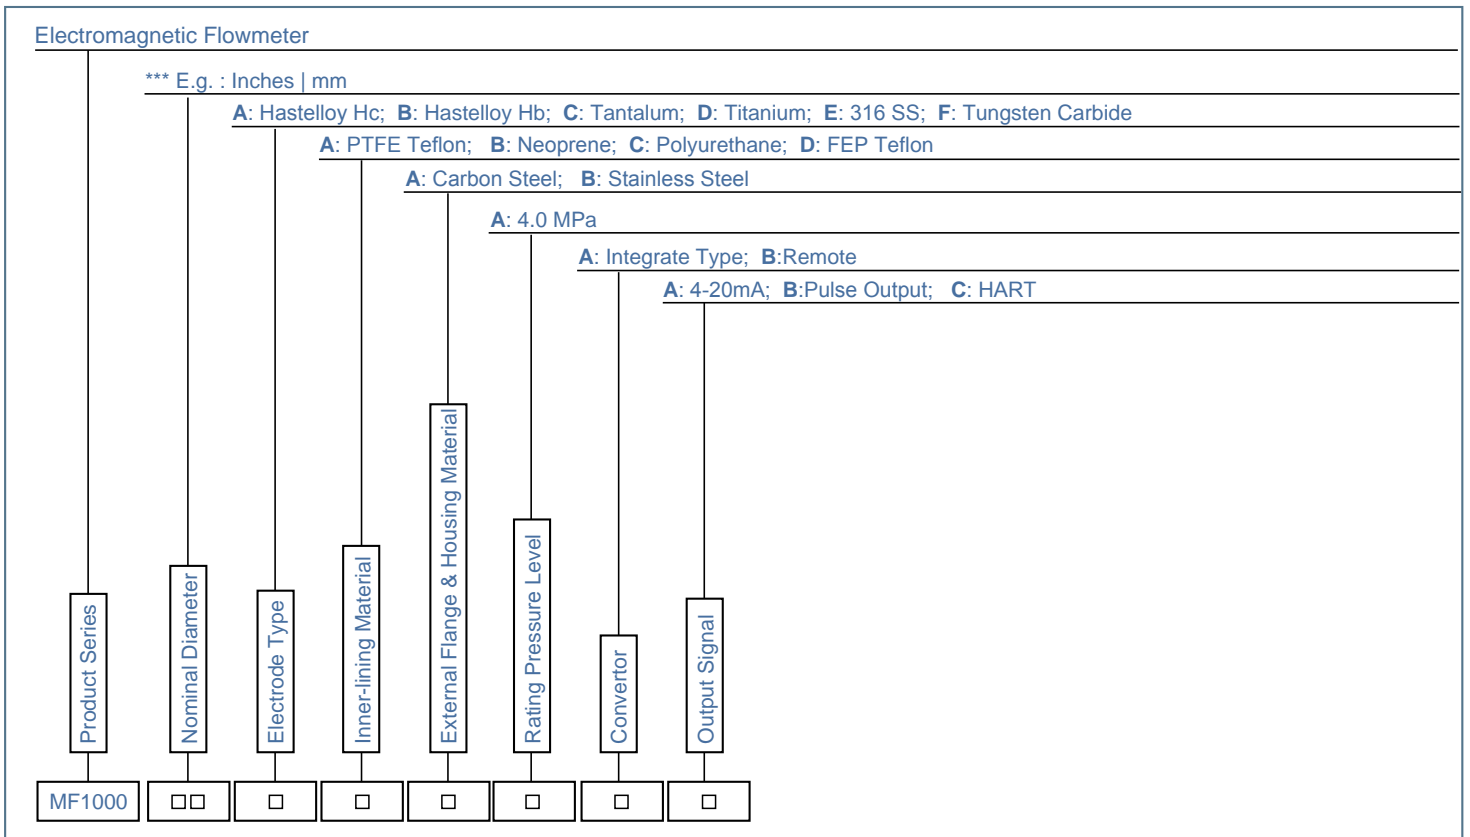 Electromagnetic Flowmeter
*** E.g. : Inches | mm
A: Hastelloy Hc; B: Hastelloy Hb; C: Tantalum; D: Titanium; E: 316 SS; F: Tungsten Carbide
A: PTFE Teflon; B: Neoprene; C: Polyurethane; D: FEP Teflon
A: Carbon Steel; B: Stainless Steel
A: 4.0 MPa
A: Integrate Type; B:Remote
A: 4-20mA; B:Pulse Output; C: HART
Product Series
Nominal Diameter
Electrode Type
Inner-lining Material
External Flange & Housing Material
Rating Pressure Level
Convertor
Output Signal
MF1000 □□ □ □ □ □ □ □